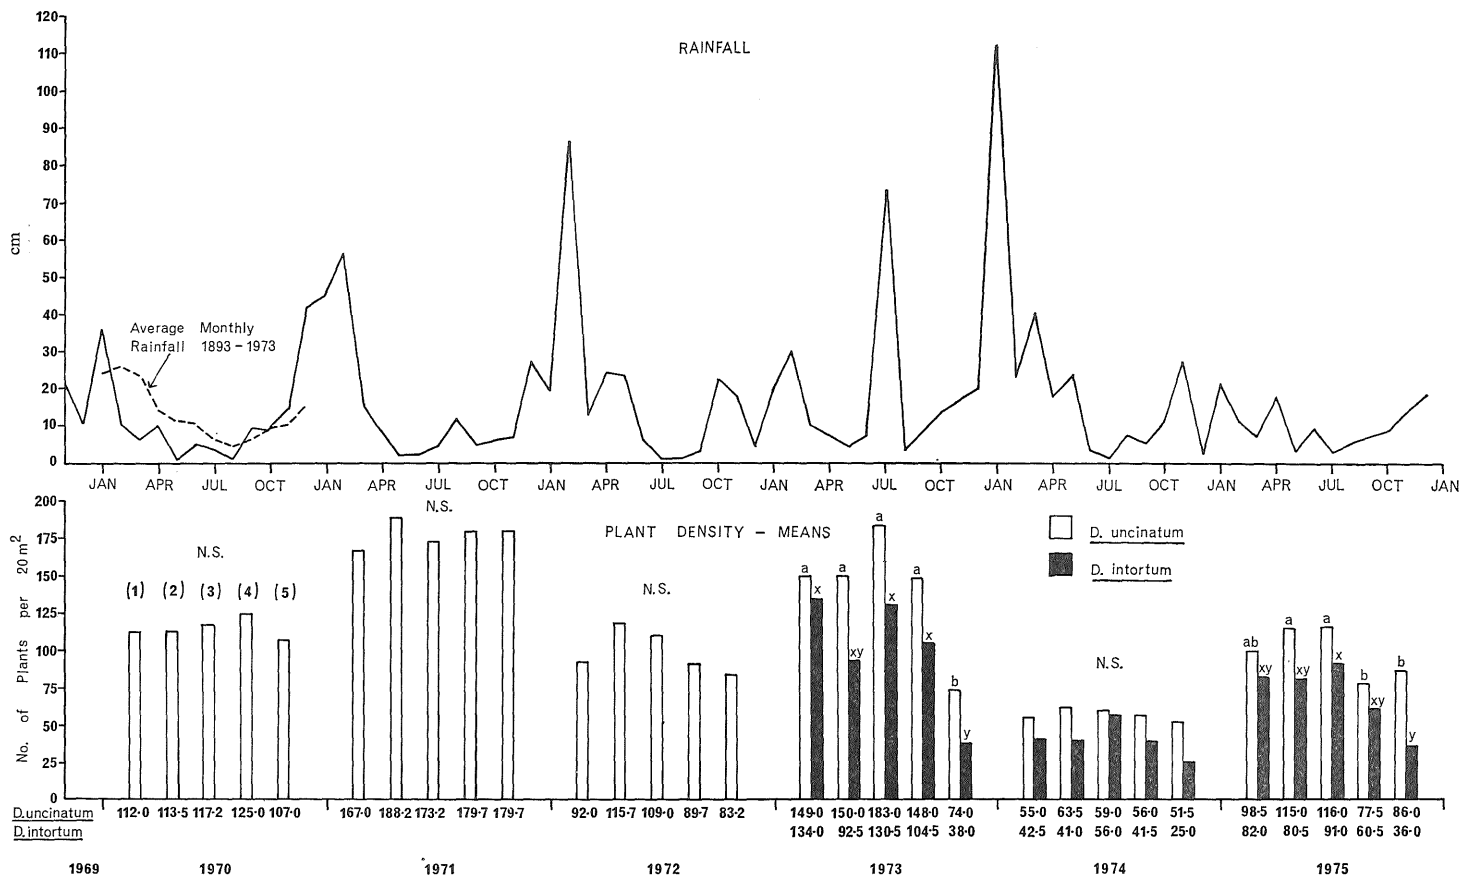 120
RAINFALL
110
100
90
80
70
60
cm
50
40
Average Monthly
Rainfall 1893 – 1973
30
20
10
0
JAN APR JUL OCT JAN APR JUL OCT JAN APR JUL OCT JAN APR JUL OCT JAN APR JUL OCT JAN APR JUL OCT JAN
200
N.S.
a
PLANT DENSITY – MEANS
D. uncinatum
175
N.S.
D. intortum
a a a
150
(1) (2) (3) (4) (5)
N.S.
x x
125
a a
x
100
ab
xy
N.S.
x
b b
xy xy
75
b
xy
50
y y
25
0
No. of Plants per 20 m²
D.uncinatum 112·0 113·5 117·2 125·0 107·0 167·0 188·2 173·2 179·7 179·7 92·0 115·7 109·0 89·7 83·2 149·0 150·0 183·0 148·0 74·0 55·0 63·5 59·0 56·0 51·5 98·5 115·0 116·0 77·5 86·0
D.intortum 134·0 92·5 130·5 104·5 38·0 42·5 41·0 56·0 41·5 25·0 82·0 80·5 91·0 60·5 36·0
1969 1970 1971 1972 1973 1974 1975